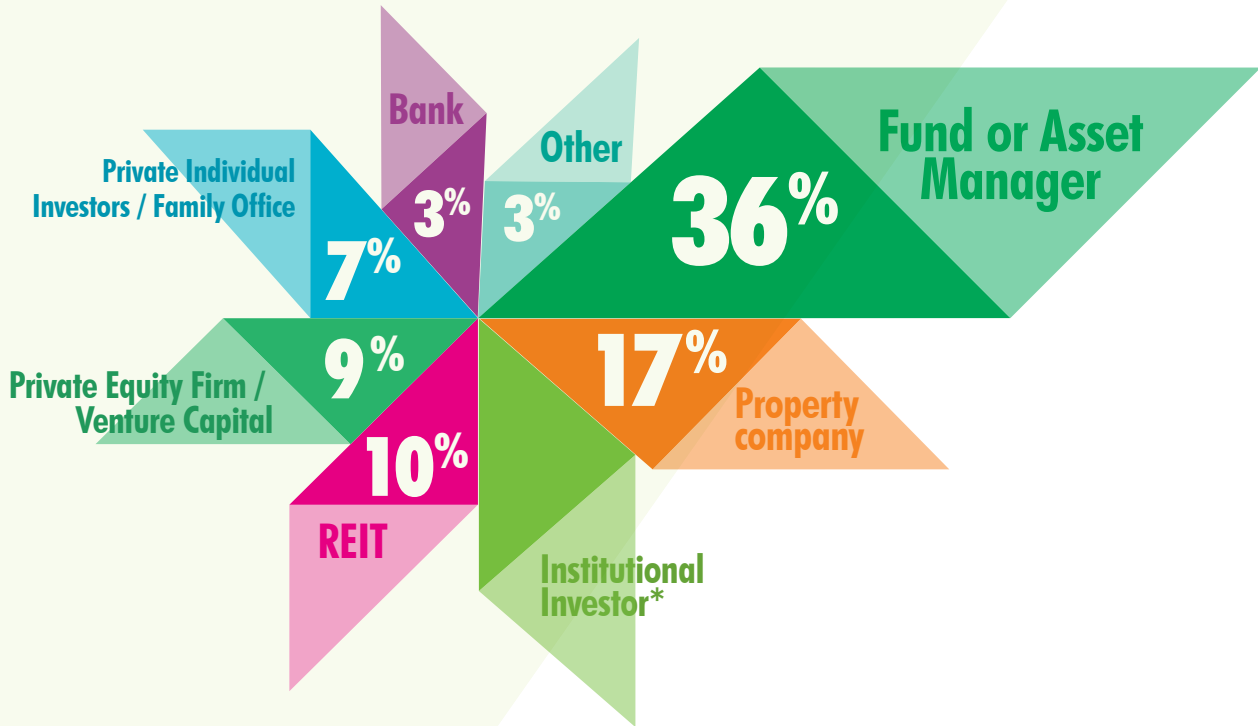 Bank
3%
Other
3%
Fund or Asset
Manager
36%
Private Individual
Investors / Family Office
7%
Private Equity Firm /
Venture Capital
9%
17%
Property
company
10%
REIT
Institutional
Investor*